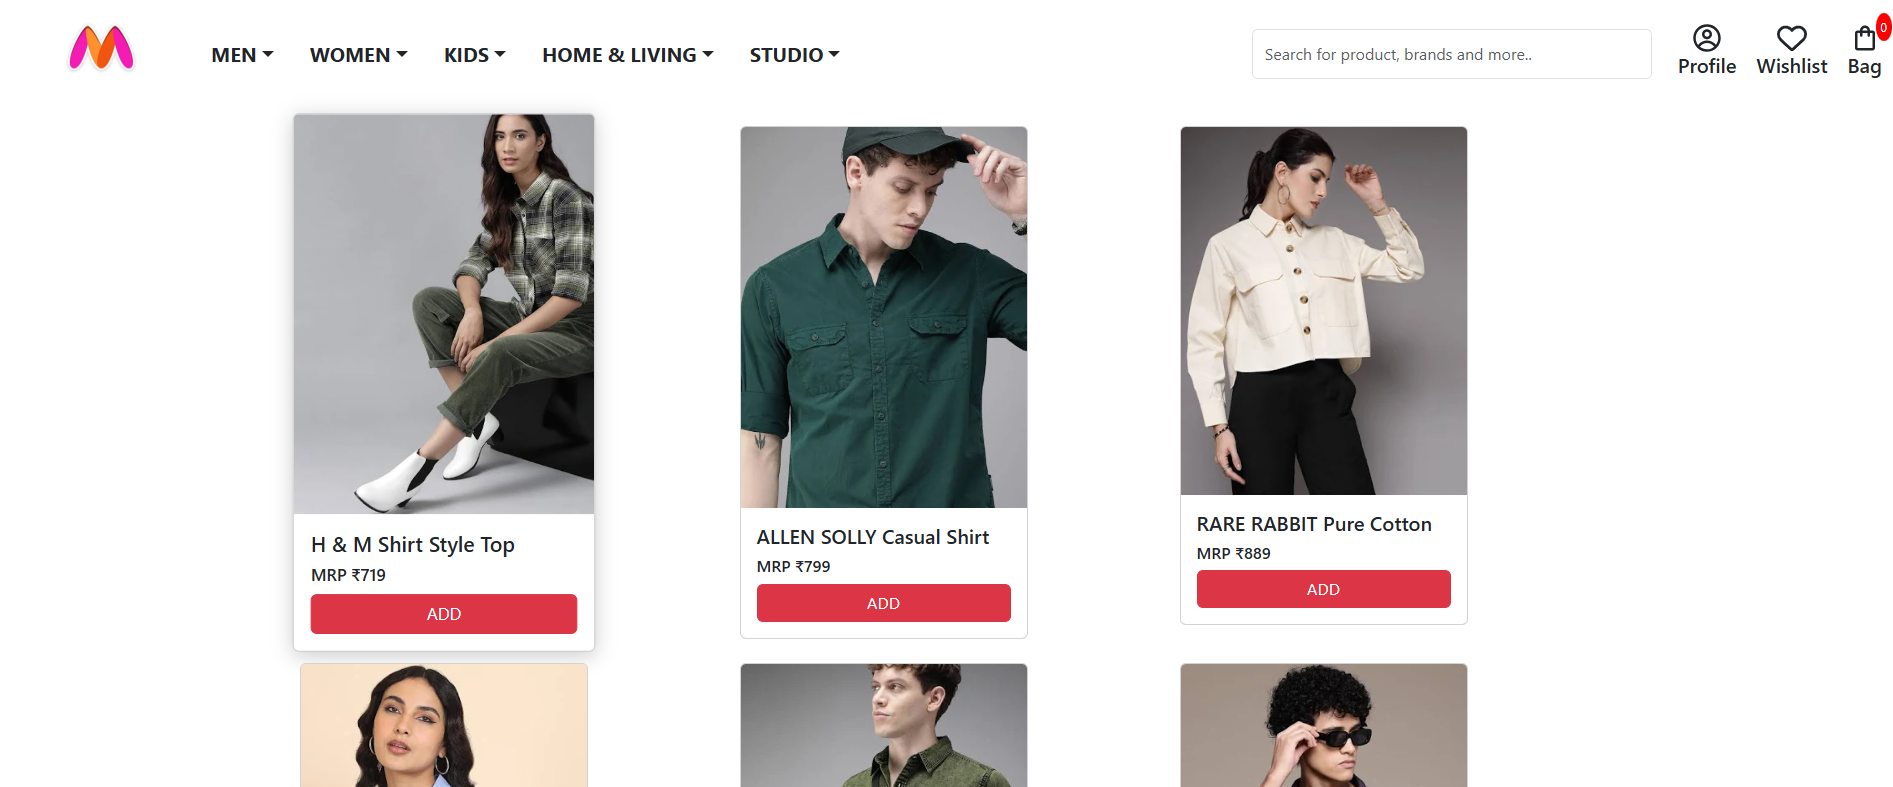 MEN
WOMEN
KIDS
HOME & LIVING
STUDIO
Search for product, brands and more..
Profile
Wishlist
Bag
0
H & M Shirt Style Top
MRP ₹719
ADD
ALLEN SOLLY Casual Shirt
MRP ₹799
ADD
RARE RABBIT Pure Cotton
MRP ₹889
ADD